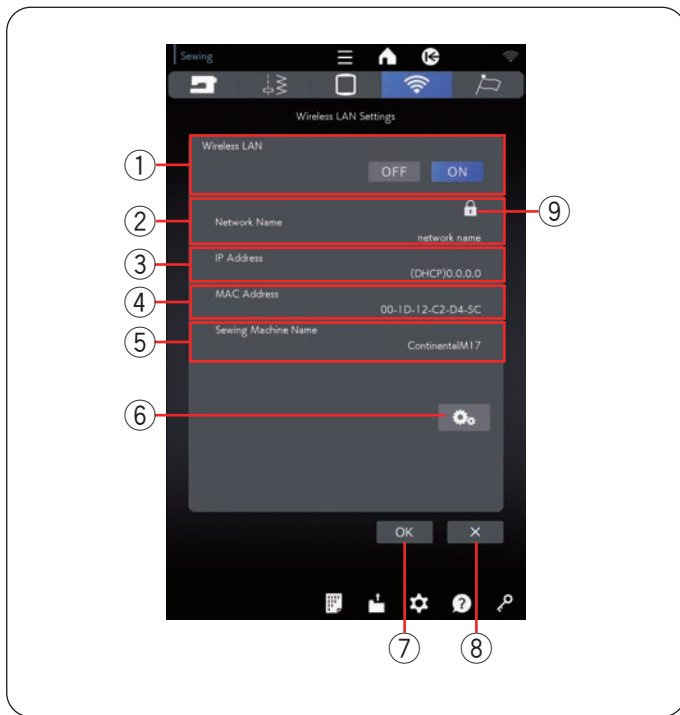 Sewing
Wireless LAN Settings
Wireless LAN
OFF ON
① 
② 
⑨
Network Name
network name
③ IP Address
(DHCP)0.0.0.0
④ MAC Address
00-1D-12-C2-D4-5C
⑤ Sewing Machine Name
ContinentalM17
⑥
OK ×
?
⑦ ⑧